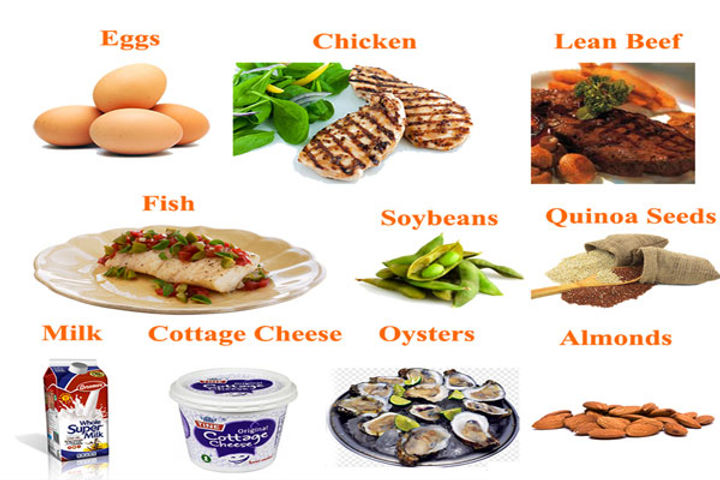 Eggs
Chicken
Lean Beef
Fish
Soybeans
Quinoa Seeds
Milk
Cottage Cheese
Oysters
Almonds
Whole
Super
Milk
TINE
Original
Cottage
Cheese